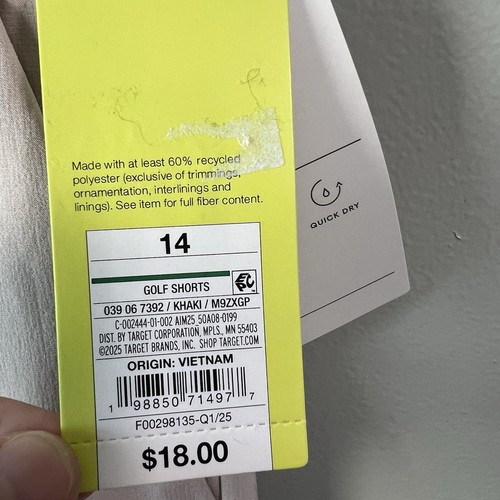 Made with at least 60% recycled
polyester (exclusive of trimmings,
ornamentation, interlinings and
linings). See item for full fiber content.
QUICK DRY
14
GOLF SHORTS
039 06 7392 / KHAKI / M9ZXGP
C-002444-01-002 AIM25_50A08-0199
DIST. BY TARGET CORPORATION, MPLS., MN 55403
©2025 TARGET BRANDS, INC. SHOP TARGET.COM
ORIGIN: VIETNAM
1 98850 71497 7
F00298135-Q1/25
$18.00